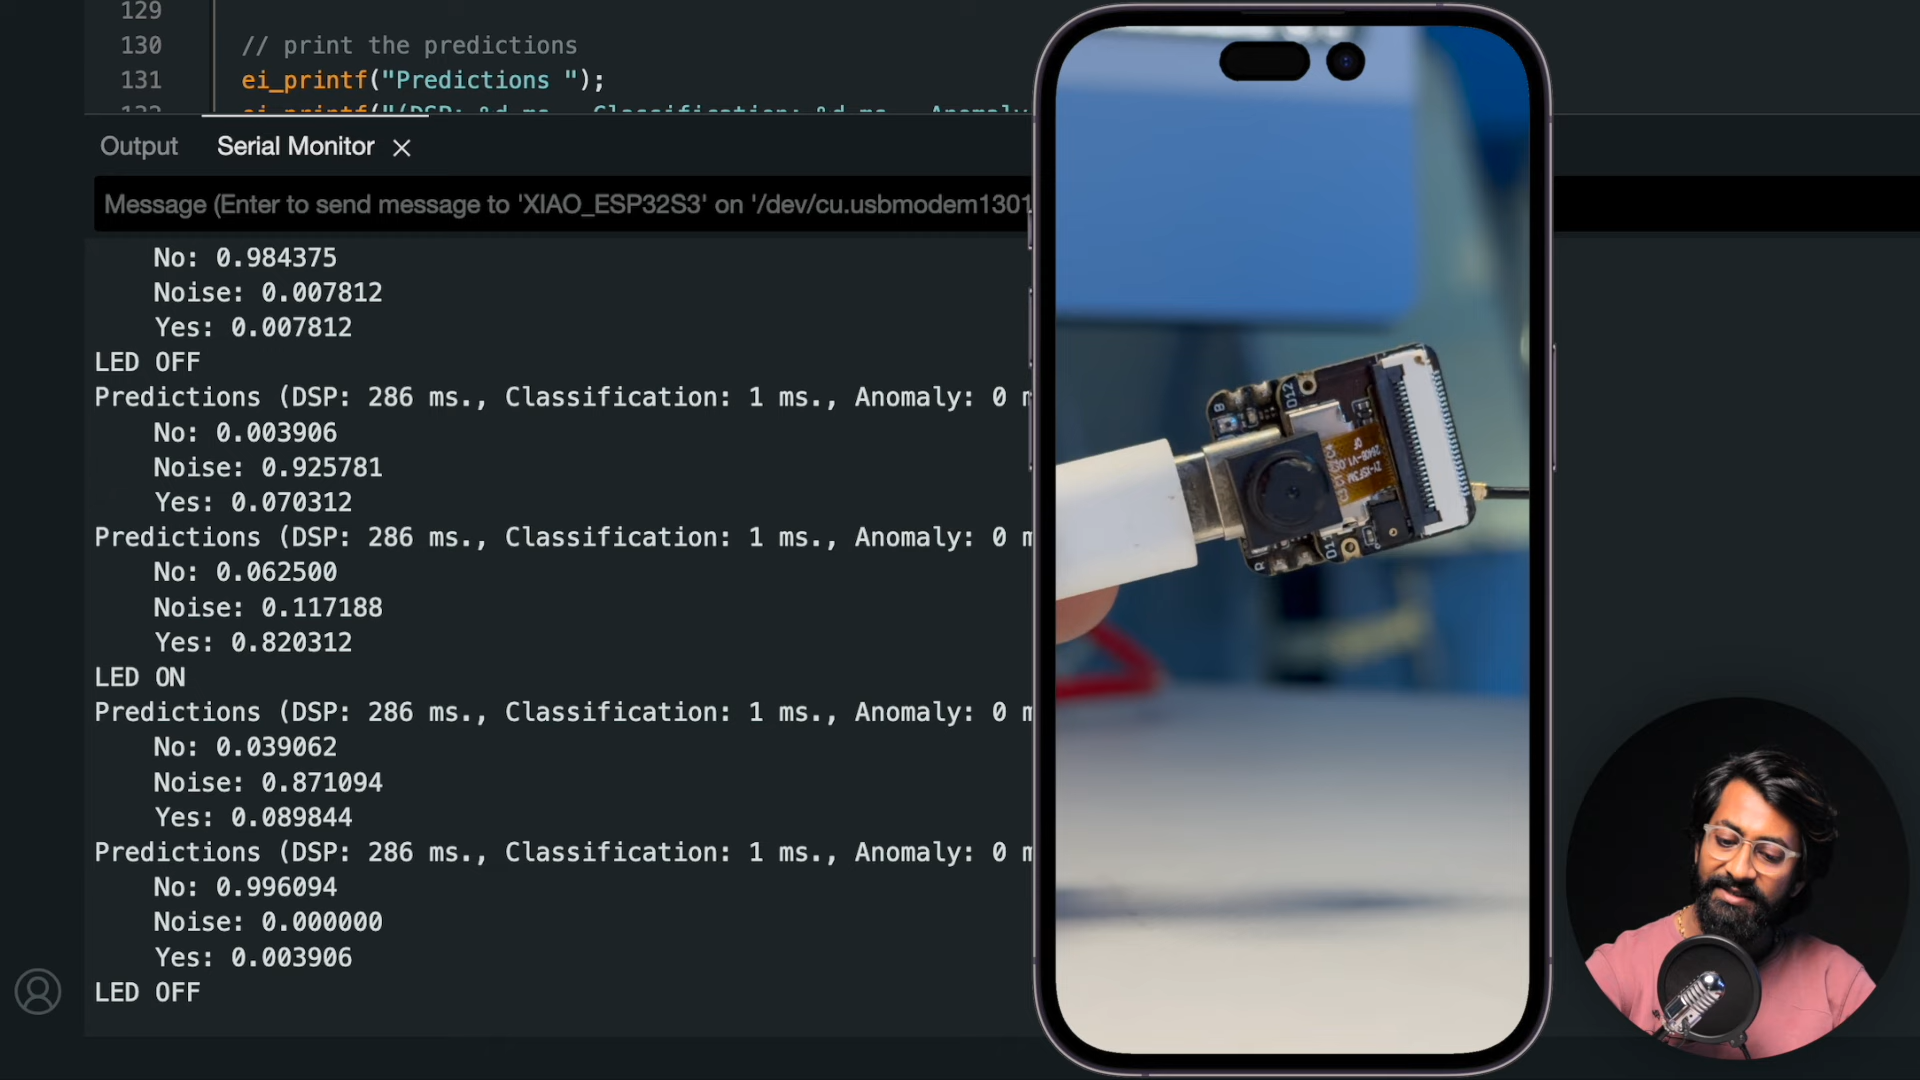 129
130 // print the predictions
131 ei_printf("Predictions ");
Output Serial Monitor
Message (Enter to send message to 'XIAO_ESP32S3' on '/dev/cu.usbmodem1301
No: 0.984375
Noise: 0.007812
Yes: 0.007812
LED OFF
Predictions (DSP: 286 ms., Classification: 1 ms., Anomaly: 0 m
No: 0.003906
Noise: 0.925781
Yes: 0.070312
Predictions (DSP: 286 ms., Classification: 1 ms., Anomaly: 0 m
No: 0.062500
Noise: 0.117188
Yes: 0.820312
LED ON
Predictions (DSP: 286 ms., Classification: 1 ms., Anomaly: 0 m
No: 0.039062
Noise: 0.871094
Yes: 0.089844
Predictions (DSP: 286 ms., Classification: 1 ms., Anomaly: 0 m
No: 0.996094
Noise: 0.000000
Yes: 0.003906
LED OFF
B
D12
R